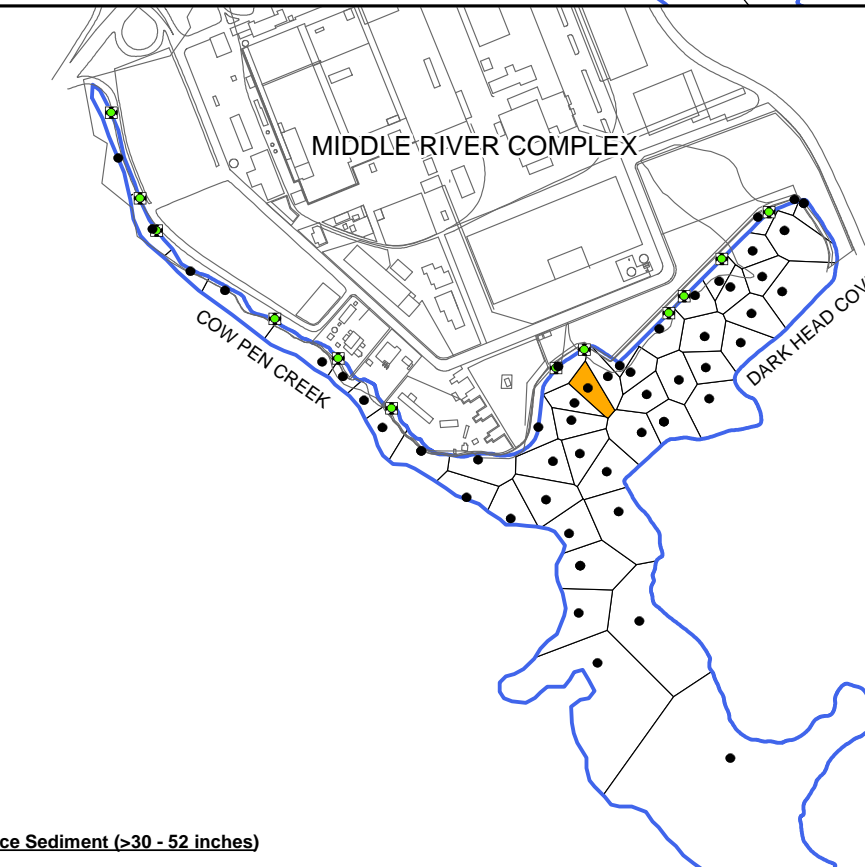 MIDDLE RIVER COMPLEX
COW PEN CREEK
DARK HEAD COV
ce Sediment (>30 - 52 inches)